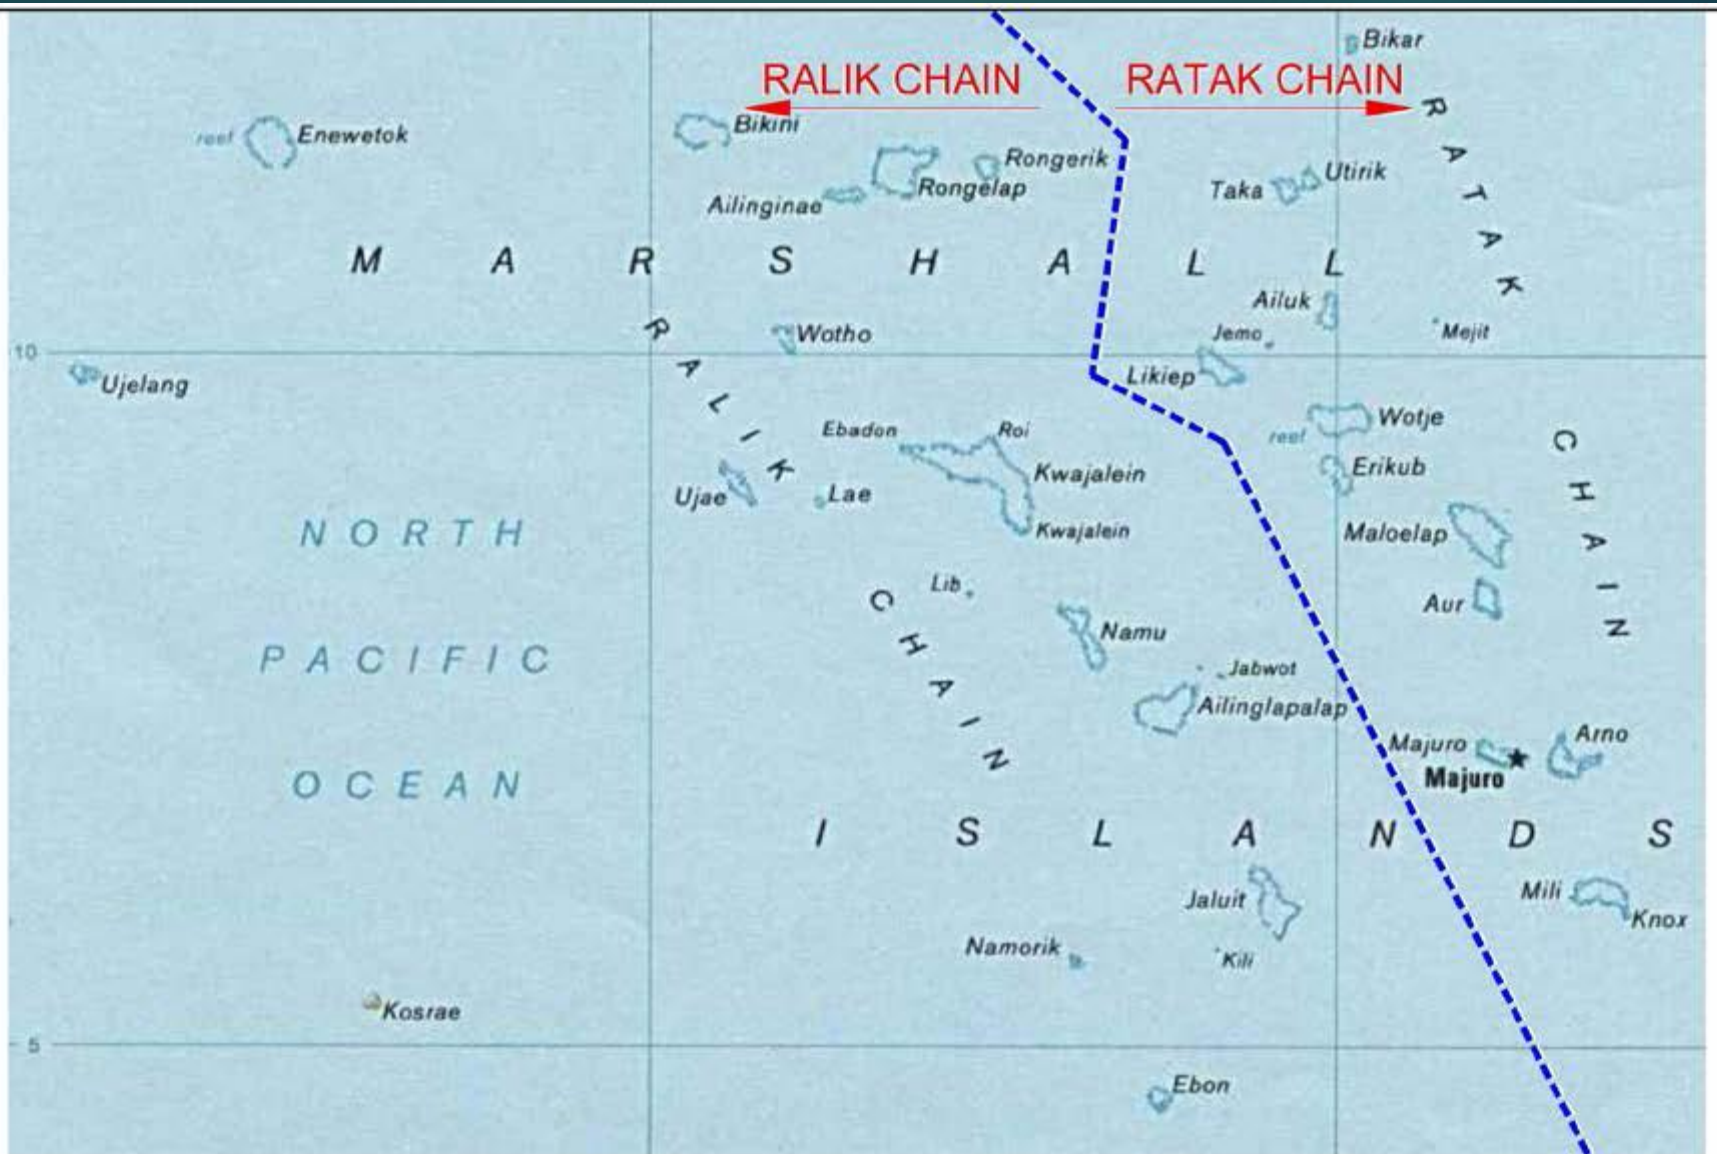 Bikar
RALIK CHAIN
RATAK CHAIN
reef
Enewetok
Bikini
Rongerik
Rongelap
Ailinginae
Taka
Utirik
RATAK
MARSHALL
Ailuk
Jemo
Mejit
Wotho
10
Ujelang
RALIK
Likiep
Wotje
reef
Ebadon
Roi
Kwajalein
Erikub
CHAIN
Ujae
Lae
Kwajalein
NORTH
Maloelap
Lib
CHAIN
Aur
Namu
PACIFIC
Jabwot
Ailinglapalap
Majuro
Arno
Majuro
OCEAN
ISLANDS
Jaluit
Mili
Knox
Namorik
Kili
Kosrae
5
Ebon